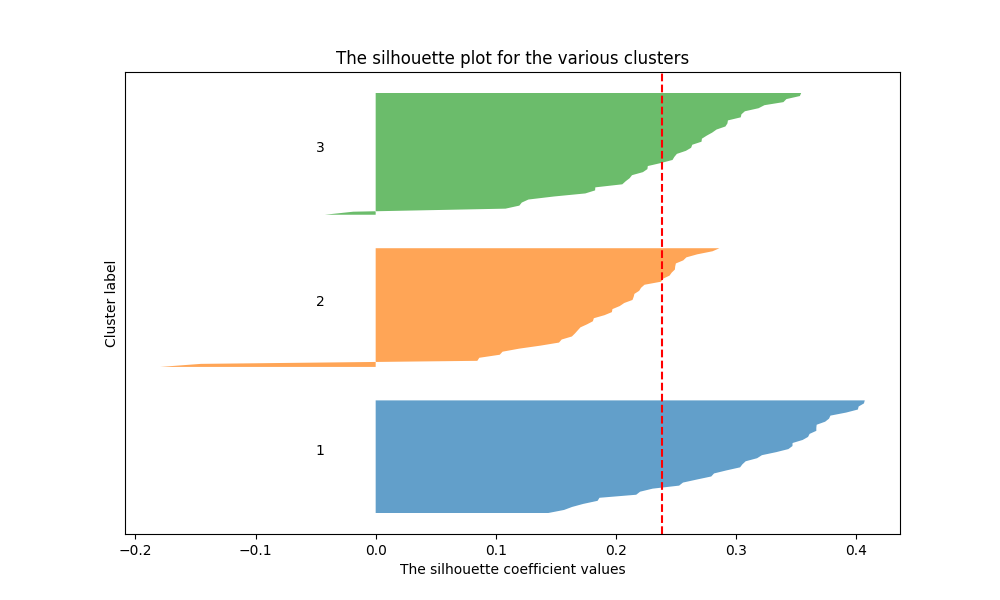 The silhouette plot for the various clusters
Cluster label
3
2
1
−0.2 −0.1 0.0 0.1 0.2 0.3 0.4
The silhouette coefficient values